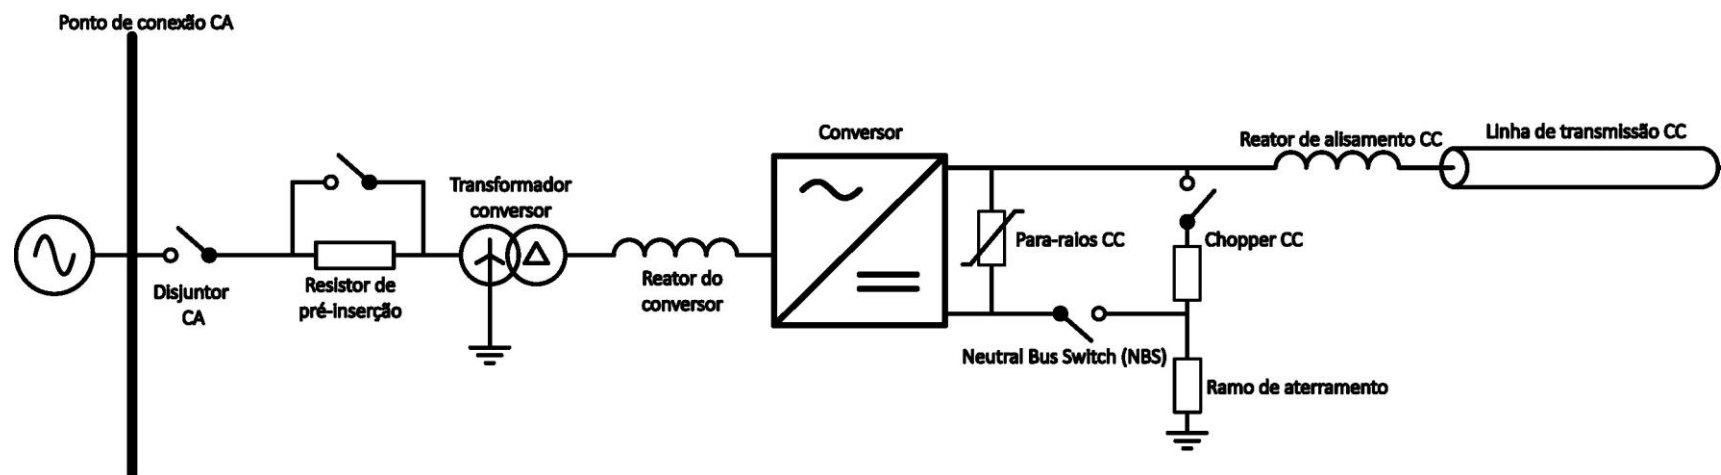 Ponto de conexão CA
Disjuntor
CA
Resistor de
pré-inserção
Transformador
conversor
Reator do
conversor
Conversor
Para-raios CC
Neutral Bus Switch (NBS)
Chopper CC
Ramo de aterramento
Reator de alisamento CC
Linha de transmissão CC